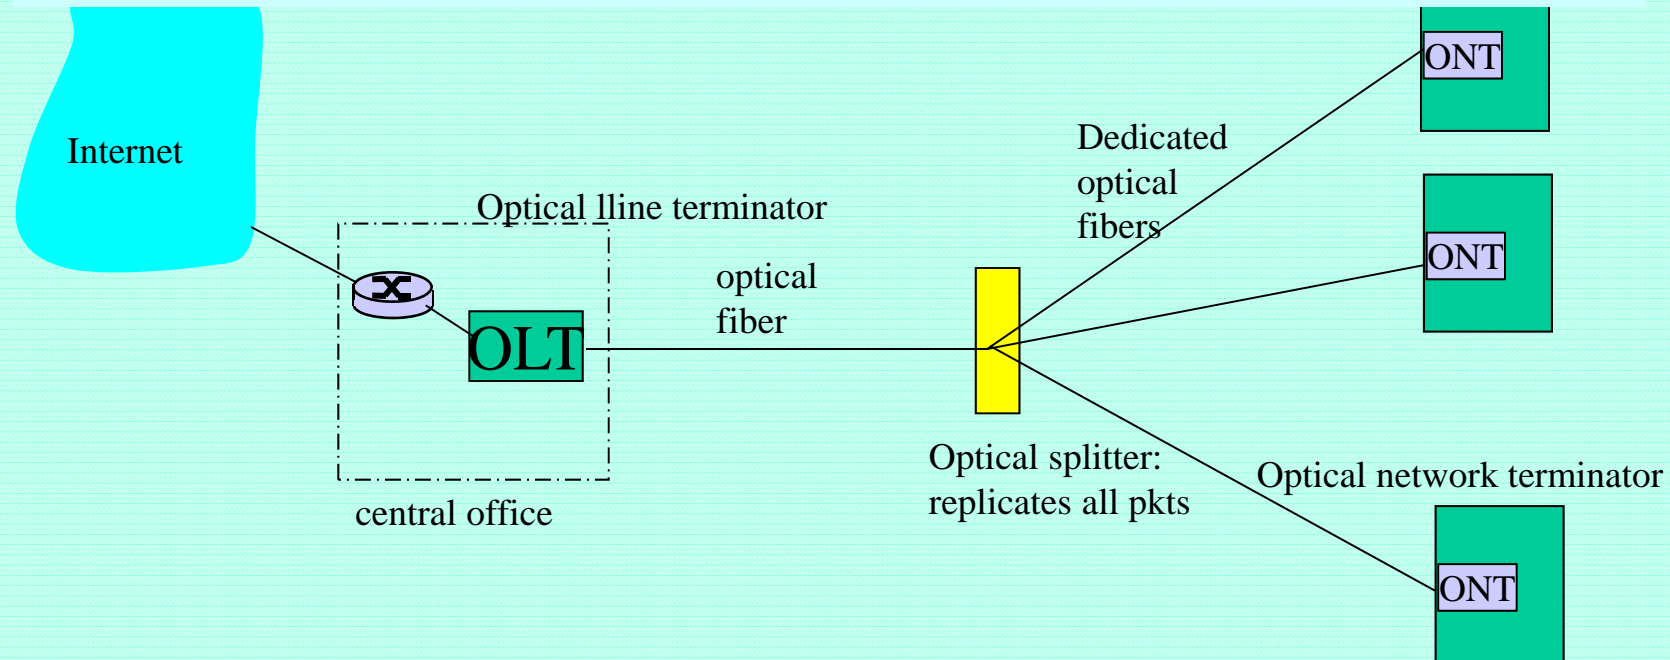 ONT
Dedicated
optical
fibers
Internet
Optical lline terminator
ONT
optical
fiber
OLT
Optical splitter:
replicates all pkts
Optical network terminator
central office
ONT